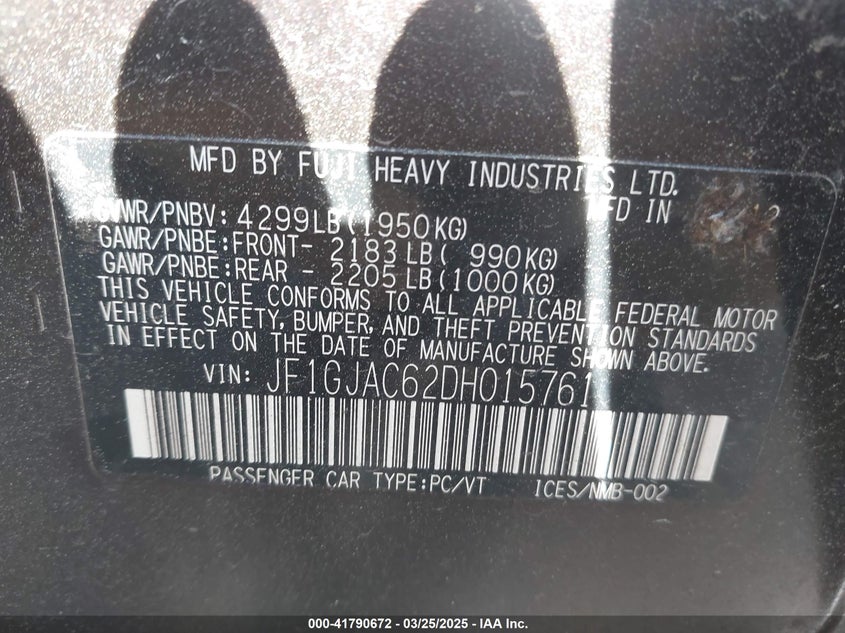 MFD BY FUJI HEAVY INDUSTRIES LTD.
MFD IN 12
GVWR/PNBV: 4299LB(1950KG)
GAWR/PNBE:FRONT- 2183LB( 990KG)
GAWR/PNBE:REAR - 2205LB(1000KG)
THIS VEHICLE CONFORMS TO ALL APPLICABLE FEDERAL MOTOR
VEHICLE SAFETY, BUMPER, AND THEFT PREVENTION STANDARDS
IN EFFECT ON THE DATE OF MANUFACTURE SHOWN ABOVE.
VIN: JF1GJAC62DH015761
PASSENGER CAR TYPE:PC/VT ICES/NMB-002
000-41790672 — 03/25/2025 — IAA Inc.